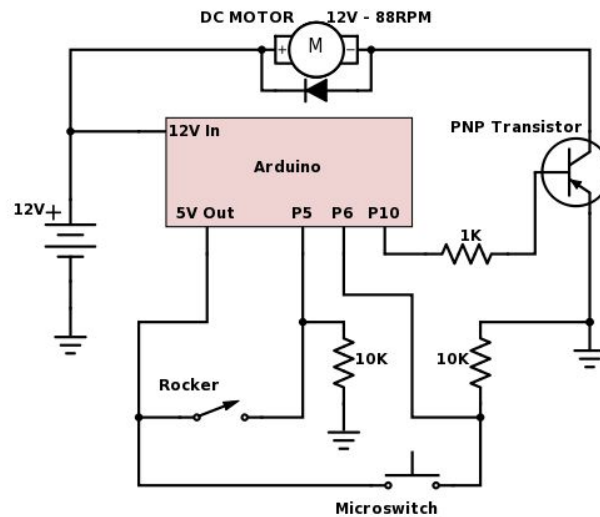 DC MOTOR 12V - 88RPM
+ M −
PNP Transistor
12V In
Arduino
12V +
5V Out P5 P6 P10
1K
10K 10K
Rocker
Microswitch